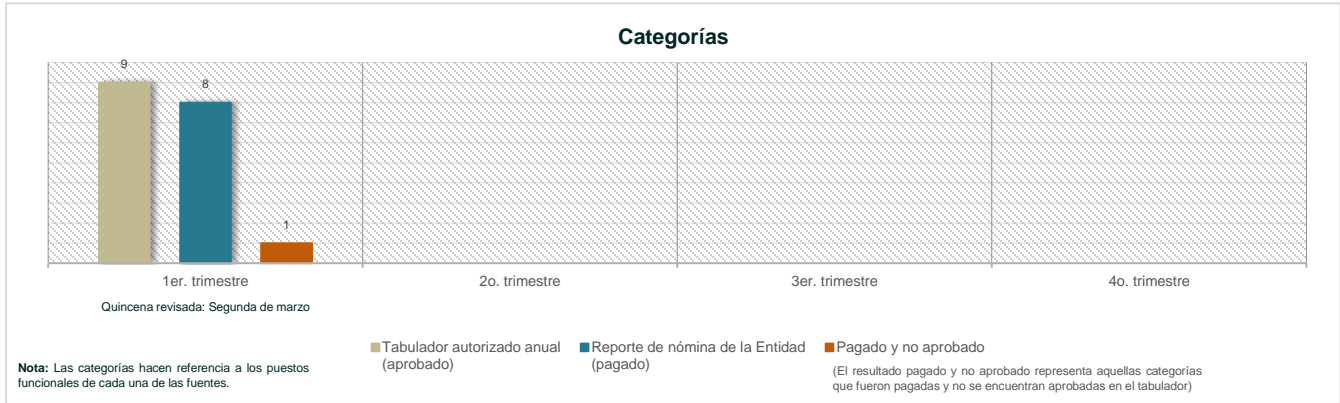 Categorías
9
8
1
1er. trimestre
2o. trimestre
3er. trimestre
4o. trimestre
Quincena revisada: Segunda de marzo
Tabulador autorizado anual
(aprobado)
Reporte de nómina de la Entidad
(pagado)
Pagado y no aprobado
(El resultado pagado y no aprobado representa aquellas categorías
que fueron pagadas y no se encuentran aprobadas en el tabulador)
Nota: Las categorías hacen referencia a los puestos
funcionales de cada una de las fuentes.